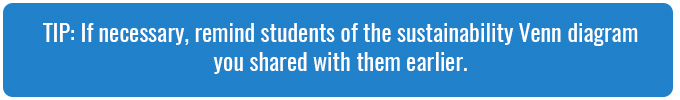 TIP: If necessary, remind students of the sustainability Venn diagram
you shared with them earlier.